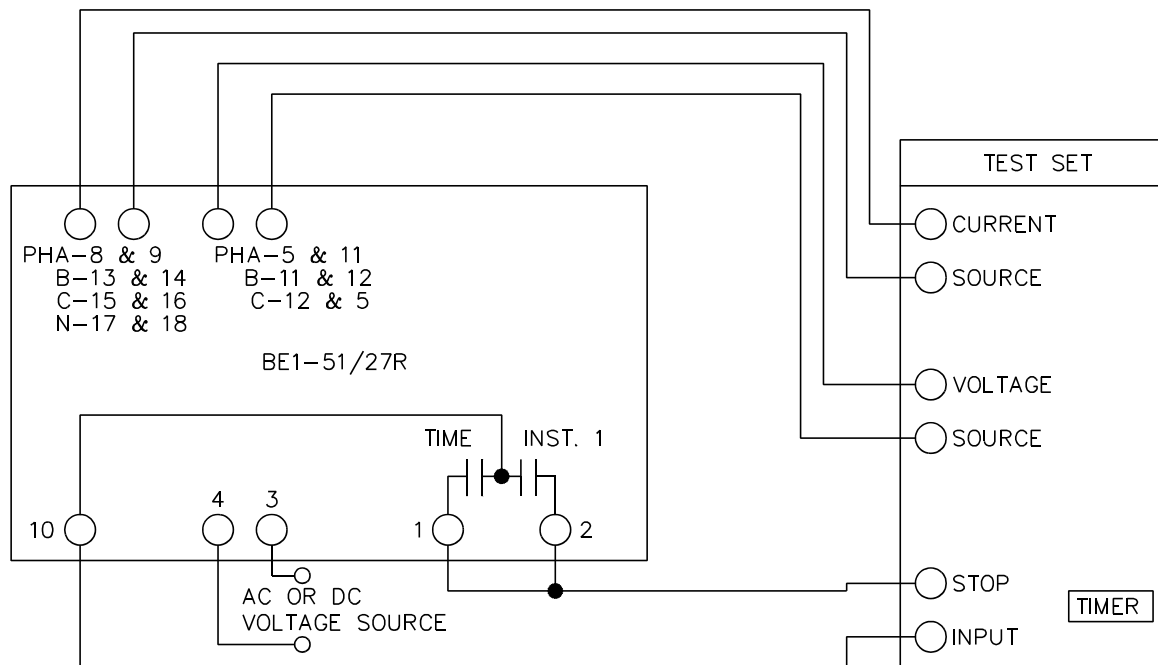 TEST SET
CURRENT
PHA-8 & 9
B-13 & 14
C-15 & 16
N-17 & 18
PHA-5 & 11
B-11 & 12
C-12 & 5
SOURCE
BE1-51/27R
VOLTAGE
SOURCE
TIME
INST. 1
10
4
3
1
2
AC OR DC
VOLTAGE SOURCE
STOP
TIMER
INPUT